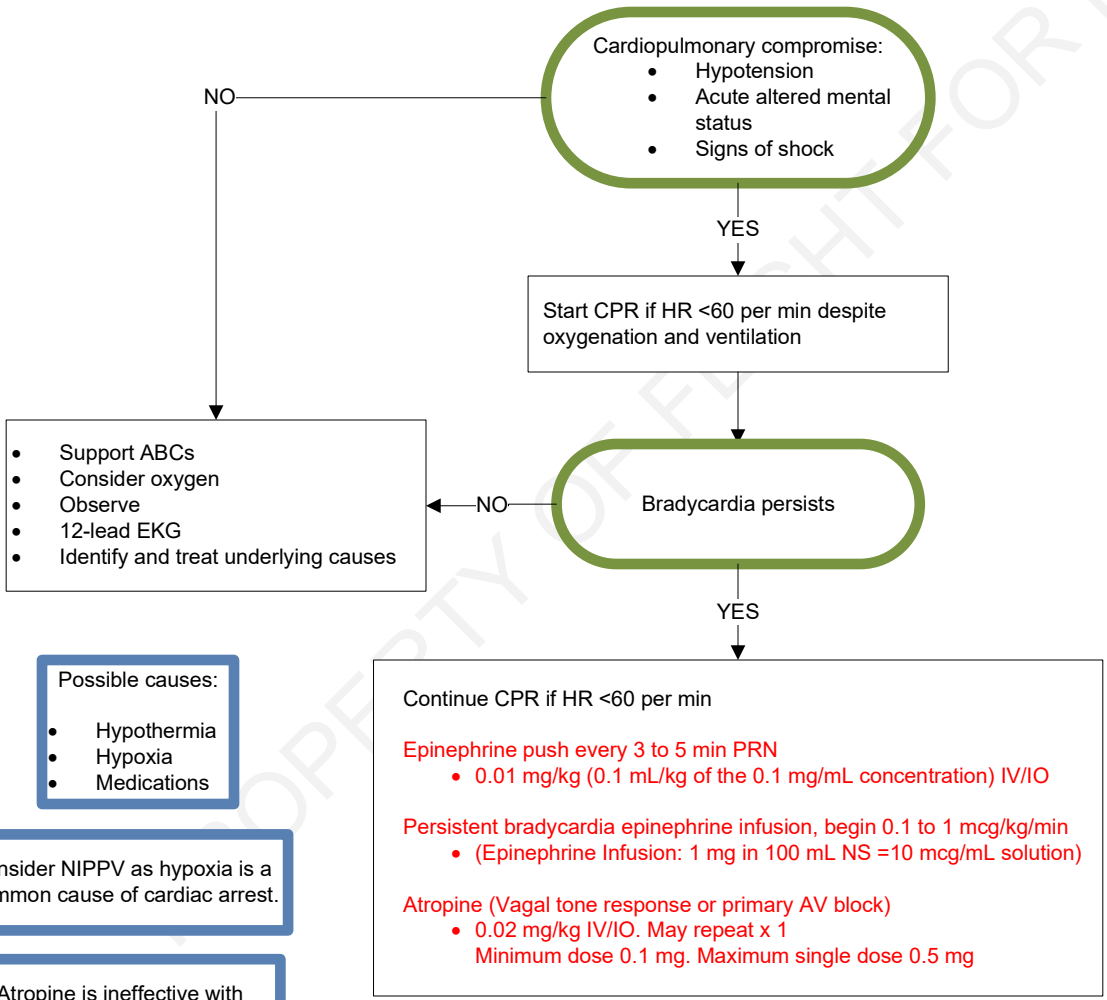 Cardiopulmonary compromise:
• Hypotension
• Acute altered mental
status
• Signs of shock
NO
YES
Start CPR if HR <60 per min despite
oxygenation and ventilation
• Support ABCs
• Consider oxygen
• Observe
• 12-lead EKG
• Identify and treat underlying causes
NO
Bradycardia persists
YES
Possible causes:
• Hypothermia
• Hypoxia
• Medications
Continue CPR if HR <60 per min
Epinephrine push every 3 to 5 min PRN
• 0.01 mg/kg (0.1 mL/kg of the 0.1 mg/mL concentration) IV/IO
Persistent bradycardia epinephrine infusion, begin 0.1 to 1 mcg/kg/min
• (Epinephrine Infusion: 1 mg in 100 mL NS =10 mcg/mL solution)
Atropine (Vagal tone response or primary AV block)
• 0.02 mg/kg IV/IO. May repeat x 1
Minimum dose 0.1 mg. Maximum single dose 0.5 mg
NIPPV as hypoxia is a
cause of cardiac arrest.
Atropine is ineffective with
PROPERTY OF FLIGHT FOR